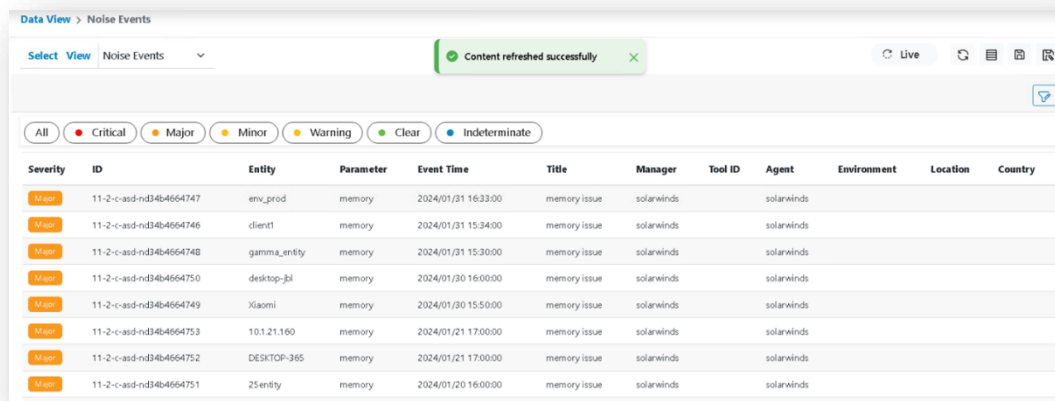 Data View > Noise Events
Select View Noise Events
Content refreshed successfully
Live
All Critical Major Minor Warning Clear Indeterminate
Severity ID Entity Parameter Event Time Title Manager Tool ID Agent Environment Location Country
Major 11-2-c-asd-nd34b4664747 env_prod memory 2024/01/31 16:33:00 memory issue solarwinds solarwinds
Major 11-2-c-asd-nd34b4664746 client1 memory 2024/01/31 15:34:00 memory issue solarwinds solarwinds
Major 11-2-c-asd-nd34b4664748 gamma_entity memory 2024/01/31 15:30:00 memory issue solarwinds solarwinds
Major 11-2-c-asd-nd34b4664750 desktop-jbl memory 2024/01/30 16:00:00 memory issue solarwinds solarwinds
Major 11-2-c-asd-nd34b4664749 Xiaomi memory 2024/01/30 15:50:00 memory issue solarwinds solarwinds
Major 11-2-c-asd-nd34b4664753 10.1.21.160 memory 2024/01/21 17:00:00 memory issue solarwinds solarwinds
Major 11-2-c-asd-nd34b4664752 DESKTOP-365 memory 2024/01/21 17:00:00 memory issue solarwinds solarwinds
Major 11-2-c-asd-nd34b4664751 25entity memory 2024/01/20 16:00:00 memory issue solarwinds solarwinds